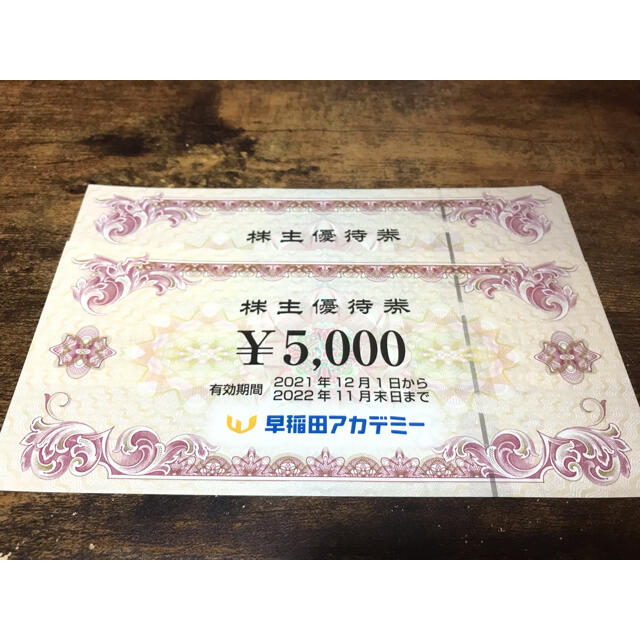 株主優待券
株主優待券
￥5,000
有効期間 2021年12月1日から
2022年11月末日まで
早稲田アカデミー